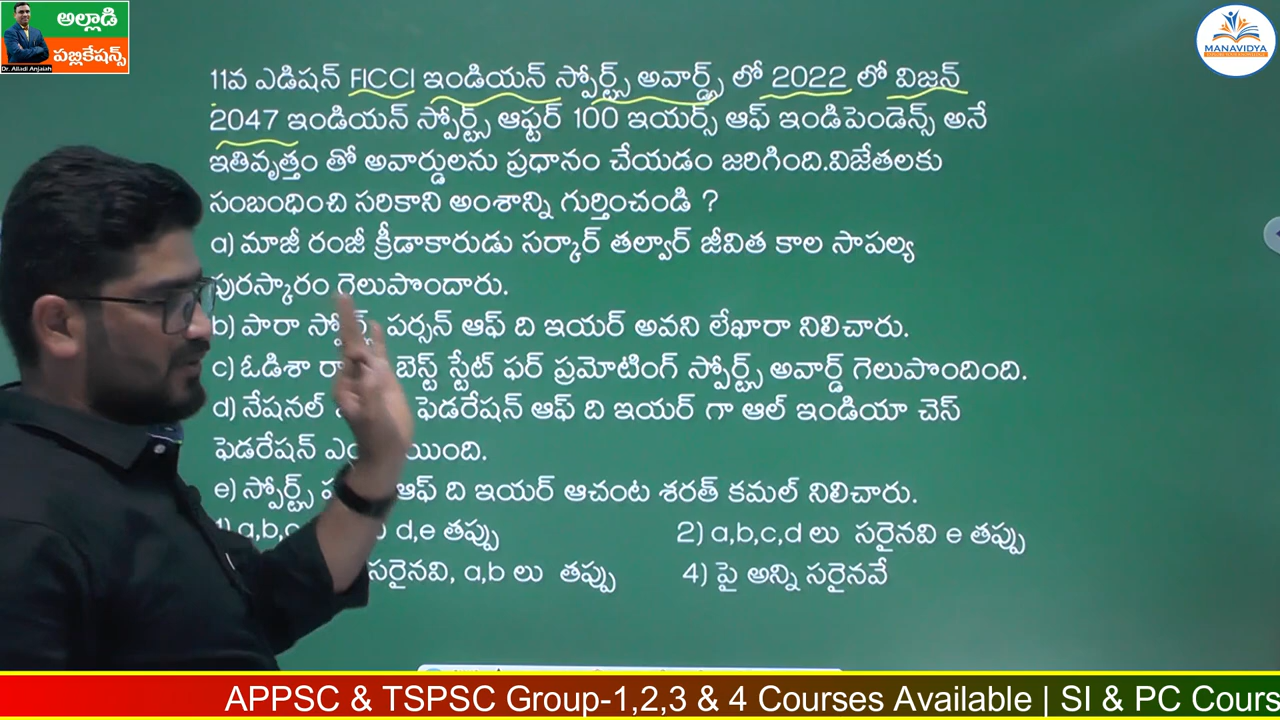 అల్లాడి
పబ్లికేషన్స్
Dr. Alladi Anjaiah
MANAVIDYA
11వ ఎడిషన్ FICCI ఇండియన్ స్పోర్ట్స్ అవార్డ్స్ లో 2022 లో విజన్
2047 ఇండియన్ స్పోర్ట్స్ ఆఫ్టర్ 100 ఇయర్స్ ఆఫ్ ఇండిపెండెన్స్ అనే
ఇతివృత్తం తో అవార్డులను ప్రధానం చేయడం జరిగింది.విజేతలకు
సంబంధించి సరికాని అంశాన్ని గుర్తించండి ?
a) మాజీ రంజీ క్రీడాకారుడు సర్కార్ తల్వార్ జీవిత కాల సాపల్య
పురస్కారం గెలుపొందారు.
b) పారా పర్సన్ ఆఫ్ ది ఇయర్ అవని లేఖారా నిలిచారు.
c) ఓడిశా బెస్ట్ స్టేట్ ఫర్ ప్రమోటింగ్ స్పోర్ట్స్ అవార్డ్ గెలుపొందింది.
d) నేషనల్ ఫెడరేషన్ ఆఫ్ ది ఇయర్ గా ఆల్ ఇండియా చెస్
ఫెడరేషన్
e) స్పోర్ట్స్ ఆఫ్ ది ఇయర్ ఆచంట శరత్ కమల్ నిలిచారు.
d,e తప్పు 2) a,b,c,d లు సరైనవి e తప్పు
సరైనవి, a,b లు తప్పు 4) పై అన్ని సరైనవే
APPSC & TSPSC Group-1,2,3 & 4 Courses Available | SI & PC Cours